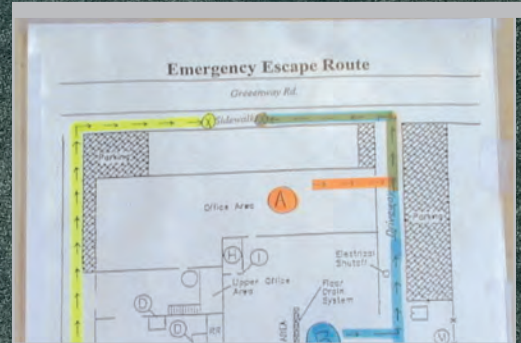 Emergency Escape Route
Greenway Rd.
X
Sidewalk
Parking
Office Area
A
Driveway
Parking
H
I
Electrical
Shutoff
Upper Office
Area
Floor
Drain
System
D
D
AREA
B